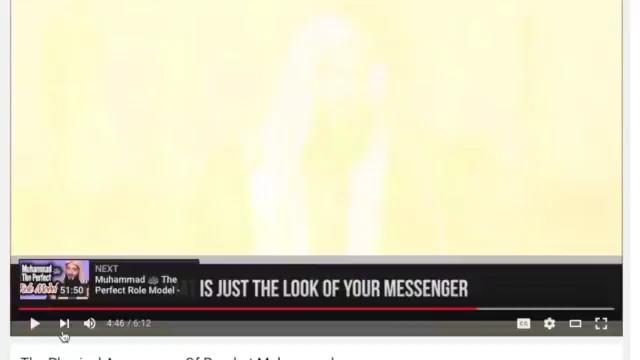 Muhammad
The Perfect
Role Model
51:50
NEXT
Muhammad ﷺ The
Perfect Role Model -
IS JUST THE LOOK OF YOUR MESSENGER
4:46 / 6:12
CC